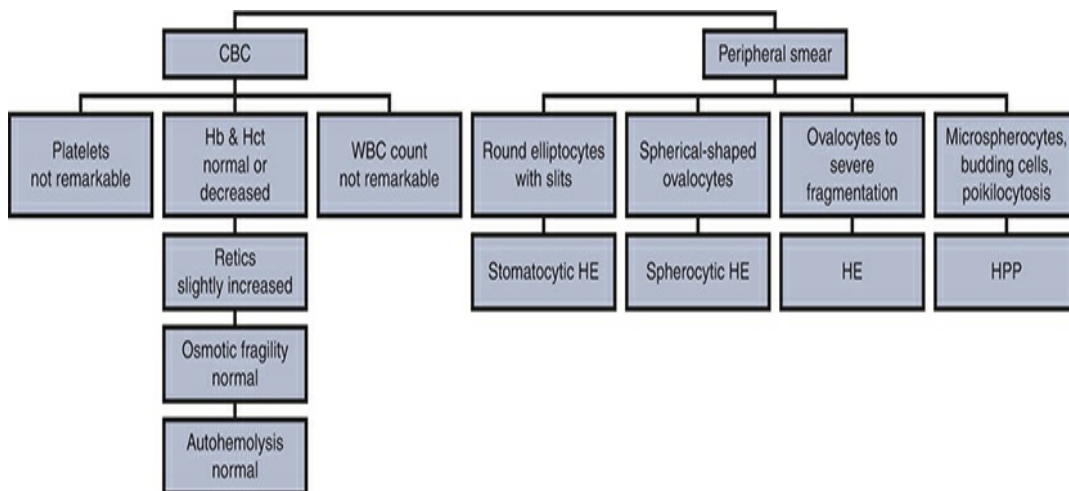 CBC
Peripheral smear
Platelets
not remarkable
Hb & Hct
normal or
decreased
WBC count
not remarkable
Round elliptocytes
with slits
Spherical-shaped
ovalocytes
Ovalocytes to
severe
fragmentation
Microspherocytes,
budding cells,
poikilocytosis
Retics
slightly increased
Stomatocytic HE
Spherocytic HE
HE
HPP
Osmotic fragility
normal
Autohemolysis
normal